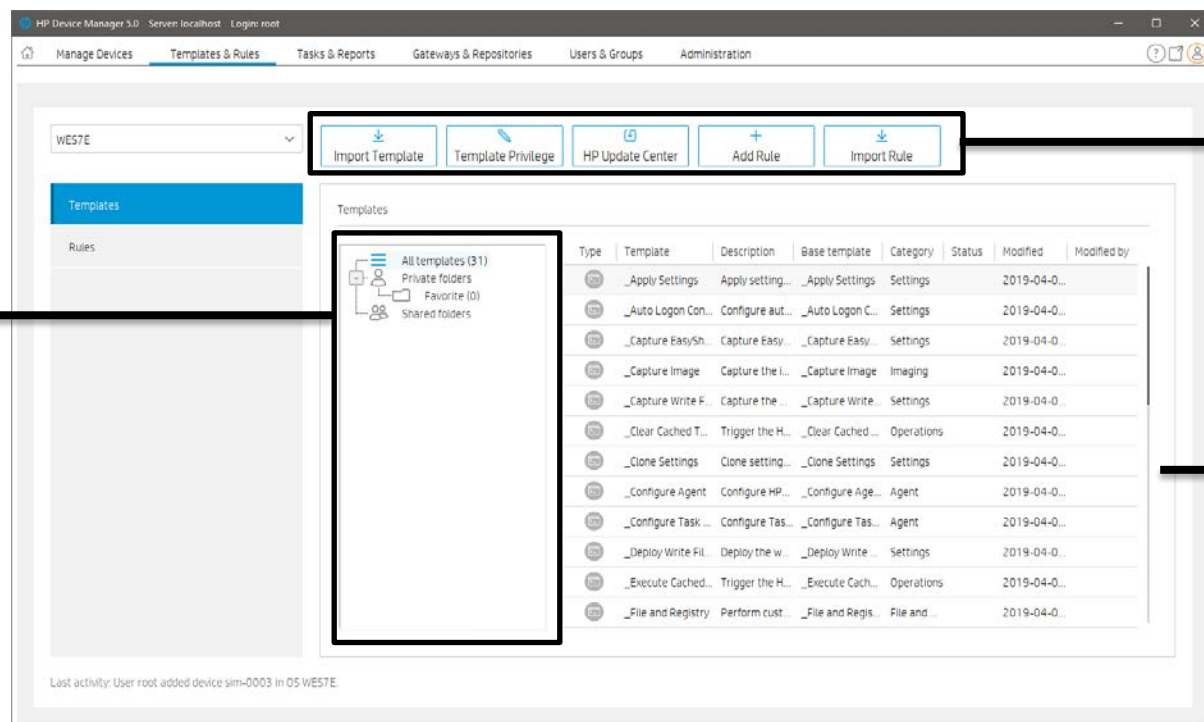 HP Device Manager 5.0 Server: localhost Login: root
Manage Devices Templates & Rules Tasks & Reports Gateways & Repositories Users & Groups Administration
WES7E Import Template Template Privilege HP Update Center Add Rule Import Rule
Templates
Rules
Templates
All templates (31)
Private folders
Favorite (0)
Shared folders
Type Template Description Base template Category Status Modified Modified by
_Apply Settings Apply setting... _Apply Settings Settings 2019-04-0...
_Auto Logon Con... Configure aut... _Auto Logon C... Settings 2019-04-0...
_Capture EasySh... Capture Easy... _Capture Easy... Settings 2019-04-0...
_Capture Image Capture the i... _Capture Image Imaging 2019-04-0...
_Capture Write F... Capture the ... _Capture Write... Settings 2019-04-0...
_Clear Cached T... Trigger the H... _Clear Cached ... Operations 2019-04-0...
_Clone Settings Clone setting... _Clone Settings Settings 2019-04-0...
_Configure Agent Configure HP... _Configure Age... Agent 2019-04-0...
_Configure Task ... Configure Tas... _Configure Tas... Agent 2019-04-0...
_Deploy Write Fil... Deploy the w... _Deploy Write ... Settings 2019-04-0...
_Execute Cached... Trigger the H... _Execute Cach... Operations 2019-04-0...
_File and Registry Perform cust... _File and Regis... File and ... 2019-04-0...
Last activity: User root added device sim-0003 in OS WES7E.